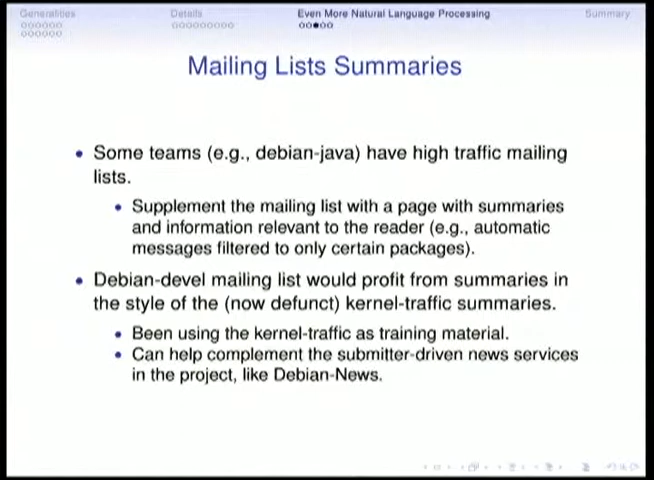 Generalities
Details
Even More Natural Language Processing
Summary
Mailing Lists Summaries
• Some teams (e.g., debian-java) have high traffic mailing
lists.
• Supplement the mailing list with a page with summaries
and information relevant to the reader (e.g., automatic
messages filtered to only certain packages).
• Debian-devel mailing list would profit from summaries in
the style of the (now defunct) kernel-traffic summaries.
• Been using the kernel-traffic as training material.
• Can help complement the submitter-driven news services
in the project, like Debian-News.